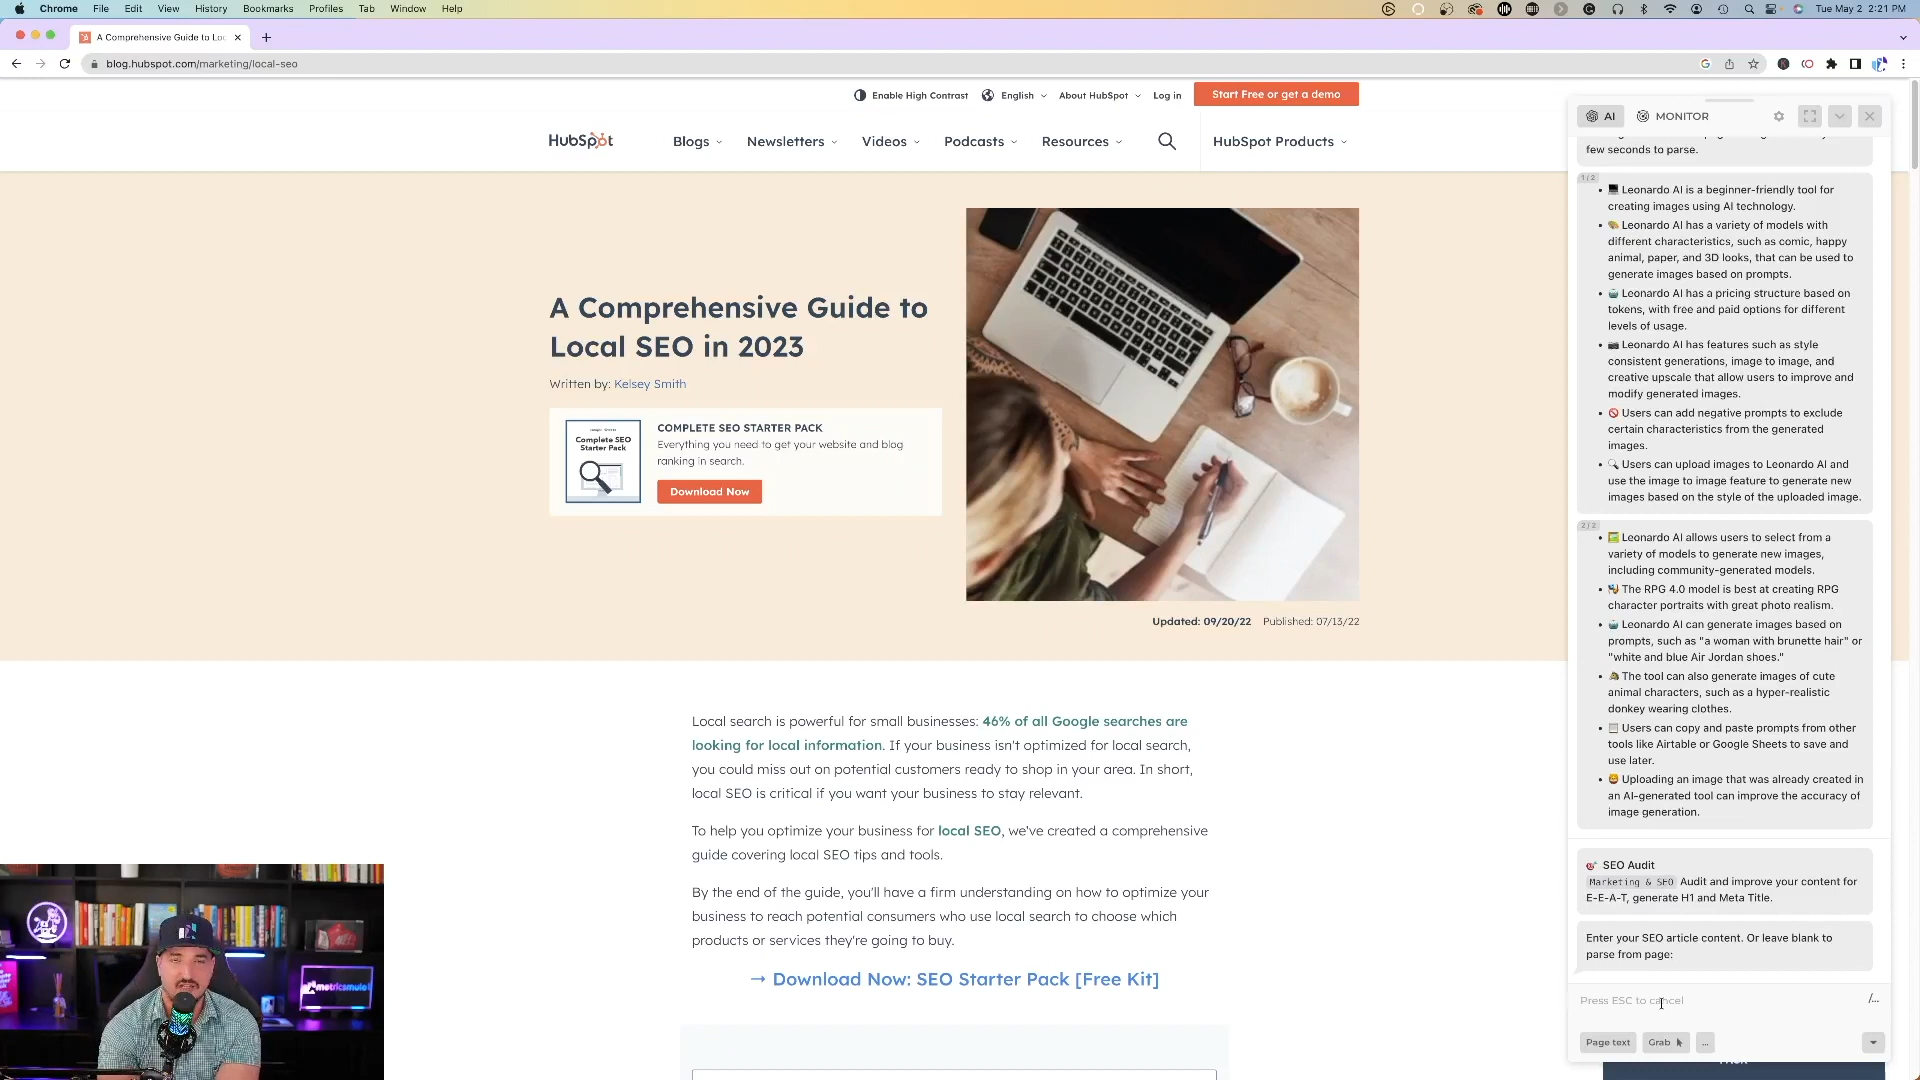 Chrome File Edit View History Bookmarks Profiles Tab Window Help
Tue May 2 2:21 PM
A Comprehensive Guide to Loc
blog.hubspot.com/marketing/local-seo
Enable High Contrast English About HubSpot Log in Start Free or get a demo
HubSpot Blogs Newsletters Videos Podcasts Resources HubSpot Products
A Comprehensive Guide to
Local SEO in 2023
Written by: Kelsey Smith
Complete SEO
Starter Pack
COMPLETE SEO STARTER PACK
Everything you need to get your website and blog
ranking in search.
Download Now
Updated: 09/20/22 Published: 07/13/22
Local search is powerful for small businesses: 46% of all Google searches are
looking for local information. If your business isn't optimized for local search,
you could miss out on potential customers ready to shop in your area. In short,
local SEO is critical if you want your business to stay relevant.
To help you optimize your business for local SEO, we've created a comprehensive
guide covering local SEO tips and tools.
By the end of the guide, you'll have a firm understanding on how to optimize your
business to reach potential consumers who use local search to choose which
products or services they're going to buy.
→ Download Now: SEO Starter Pack [Free Kit]
metricsmule
AI MONITOR
few seconds to parse.
1/2
• 💻 Leonardo AI is a beginner-friendly tool for
creating images using AI technology.
• 🎨 Leonardo AI has a variety of models with
different characteristics, such as comic, happy
animal, paper, and 3D looks, that can be used to
generate images based on prompts.
• 🤖 Leonardo AI has a pricing structure based on
tokens, with free and paid options for different
levels of usage.
• 📷 Leonardo AI has features such as style
consistent generations, image to image, and
creative upscale that allow users to improve and
modify generated images.
• 🚫 Users can add negative prompts to exclude
certain characteristics from the generated
images.
• 🔍 Users can upload images to Leonardo AI and
use the image to image feature to generate new
images based on the style of the uploaded image.
2/2
• Leonardo AI allows users to select from a
variety of models to generate new images,
including community-generated models.
• The RPG 4.0 model is best at creating RPG
character portraits with great photo realism.
• 🤖 Leonardo AI can generate images based on
prompts, such as "a woman with brunette hair" or
"white and blue Air Jordan shoes."
• The tool can also generate images of cute
animal characters, such as a hyper-realistic
donkey wearing clothes.
• 📋 Users can copy and paste prompts from other
tools like Airtable or Google Sheets to save and
use later.
• Uploading an image that was already created in
an AI-generated tool can improve the accuracy of
image generation.
🎯 SEO Audit
Marketing & SEO Audit and improve your content for
E-E-A-T, generate H1 and Meta Title.
Enter your SEO article content. Or leave blank to
parse from page:
Press ESC to cancel /...
Page text Grab ...